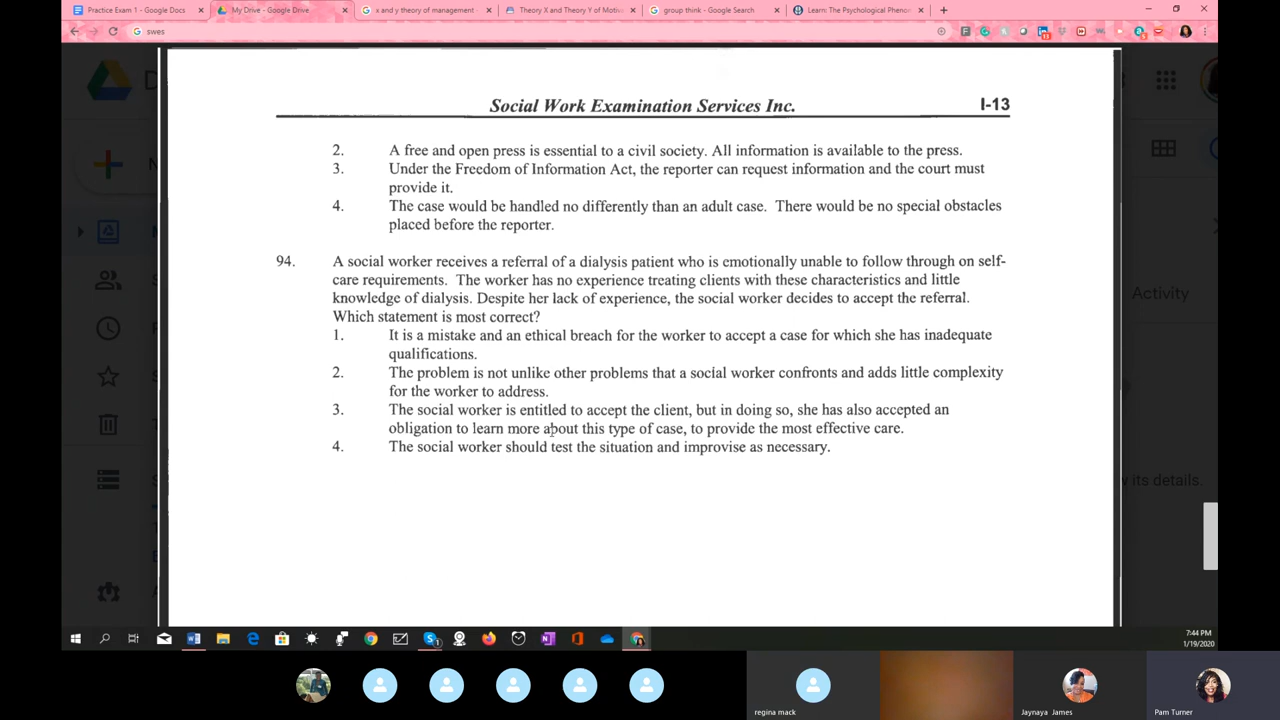 Practice Exam 1 - Google Docs
My Drive - Google Drive
x and y theory of management -
Theory X and Theory Y of Motiva
group think - Google Search
Learn: The Psychological Phenom
swes
Social Work Examination Services Inc.
I-13
2. A free and open press is essential to a civil society. All information is available to the press.
3. Under the Freedom of Information Act, the reporter can request information and the court must
provide it.
4. The case would be handled no differently than an adult case. There would be no special obstacles
placed before the reporter.
94. A social worker receives a referral of a dialysis patient who is emotionally unable to follow through on self-
care requirements. The worker has no experience treating clients with these characteristics and little
knowledge of dialysis. Despite her lack of experience, the social worker decides to accept the referral.
Which statement is most correct?
1. It is a mistake and an ethical breach for the worker to accept a case for which she has inadequate
qualifications.
2. The problem is not unlike other problems that a social worker confronts and adds little complexity
for the worker to address.
3. The social worker is entitled to accept the client, but in doing so, she has also accepted an
obligation to learn more about this type of case, to provide the most effective care.
4. The social worker should test the situation and improvise as necessary.
Activity
w its details.
7:44 PM
1/19/2020
regina mack
Jaynaya James
Pam Turner